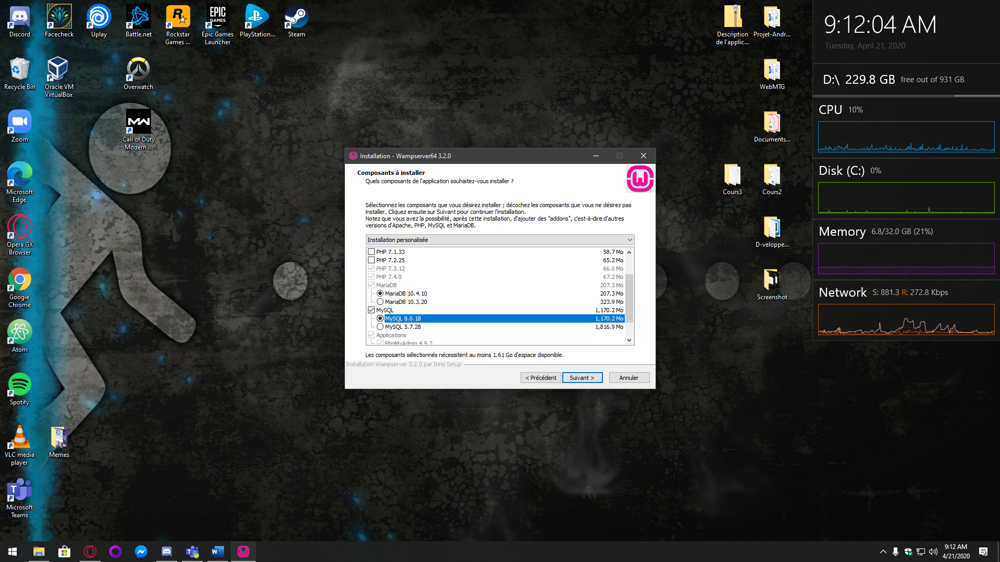 Discord
Facecheck
Uplay
Battle.net
Rockstar
Games ...
Epic Games
Launcher
PlayStation...
Steam
Recycle Bin
Oracle VM
VirtualBox
Overwatch
Zoom
Call of Duty
Modern ...
Microsoft
Edge
Opera GX
Browser
Google
Chrome
Atom
Spotify
VLC media
player
Memes
Microsoft
Teams
EPIC
GAMES
MW
Installation - Wampserver64 3.2.0
Composants à installer
Quels composants de l'application souhaitez-vous installer ?
Sélectionnez les composants que vous désirez installer ; décochez les composants que vous ne désirez pas
installer. Cliquez ensuite sur Suivant pour continuer l'installation.
Notez que vous avez la possibilité, après cette installation, d'ajouter des "addons", c'est-à-dire d'autres
versions d'Apache, PHP, MySQL et MariaDB.
Installation personalisée
PHP 7.1.33 58.7 Mo
PHP 7.2.25 65.2 Mo
PHP 7.3.12 66.0 Mo
PHP 7.4.0 67.2 Mo
MariaDB 207.3 Mo
MariaDB 10.4.10 207.3 Mo
MariaDB 10.3.20 323.9 Mo
MySQL 1,170.2 Mo
MySQL 8.0.18 1,170.2 Mo
MySQL 5.7.28 1,816.9 Mo
Applications
PhpMyAdmin 4.9.2
Les composants sélectionnés nécessitent au moins 1.61 Go d'espace disponible.
Installation Wampserver 3.2.0 par Inno Setup
< Précédent
Suivant >
Annuler
Description
de l'applic...
Projet-Andr...
WebMTG
Documents...
Cours3
Cours2
D-veloppe...
Screenshot
9:12:04 AM
Tuesday, April 21, 2020
D:\ 229.8 GB free out of 931 GB
CPU 10%
Disk (C:) 0%
Memory 6.8/32.0 GB (21%)
Network S: 881.3 R: 272.8 Kbps
9:12 AM
4/21/2020